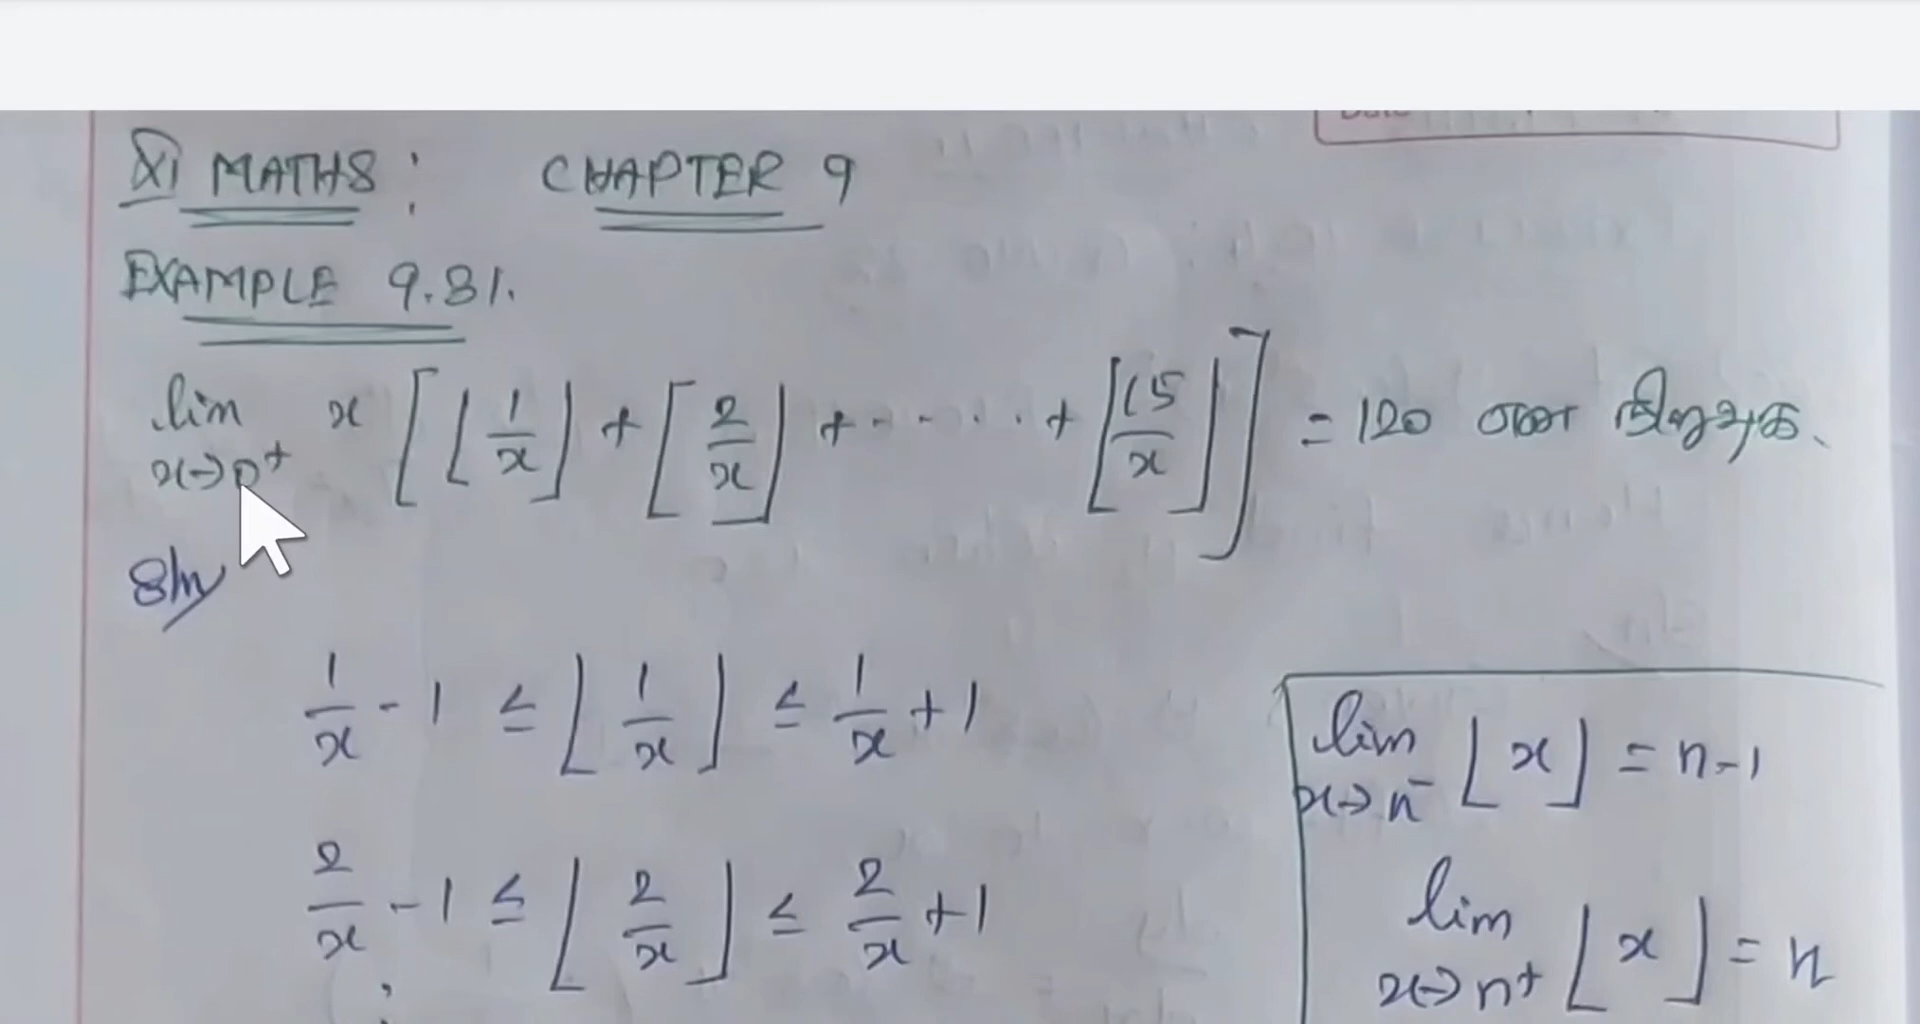 XI MATHS : CHAPTER 9
EXAMPLE 9.31.
lim x→0⁺ x [⌊1/x⌋ + ⌊2/x⌋ + ..... + ⌊15/x⌋] = 120 என நிறுவுக.
Sln
1/x - 1 ≤ ⌊1/x⌋ ≤ 1/x + 1
lim x→n⁻ ⌊x⌋ = n-1
2/x - 1 ≤ ⌊2/x⌋ ≤ 2/x + 1
lim x→n⁺ ⌊x⌋ = n